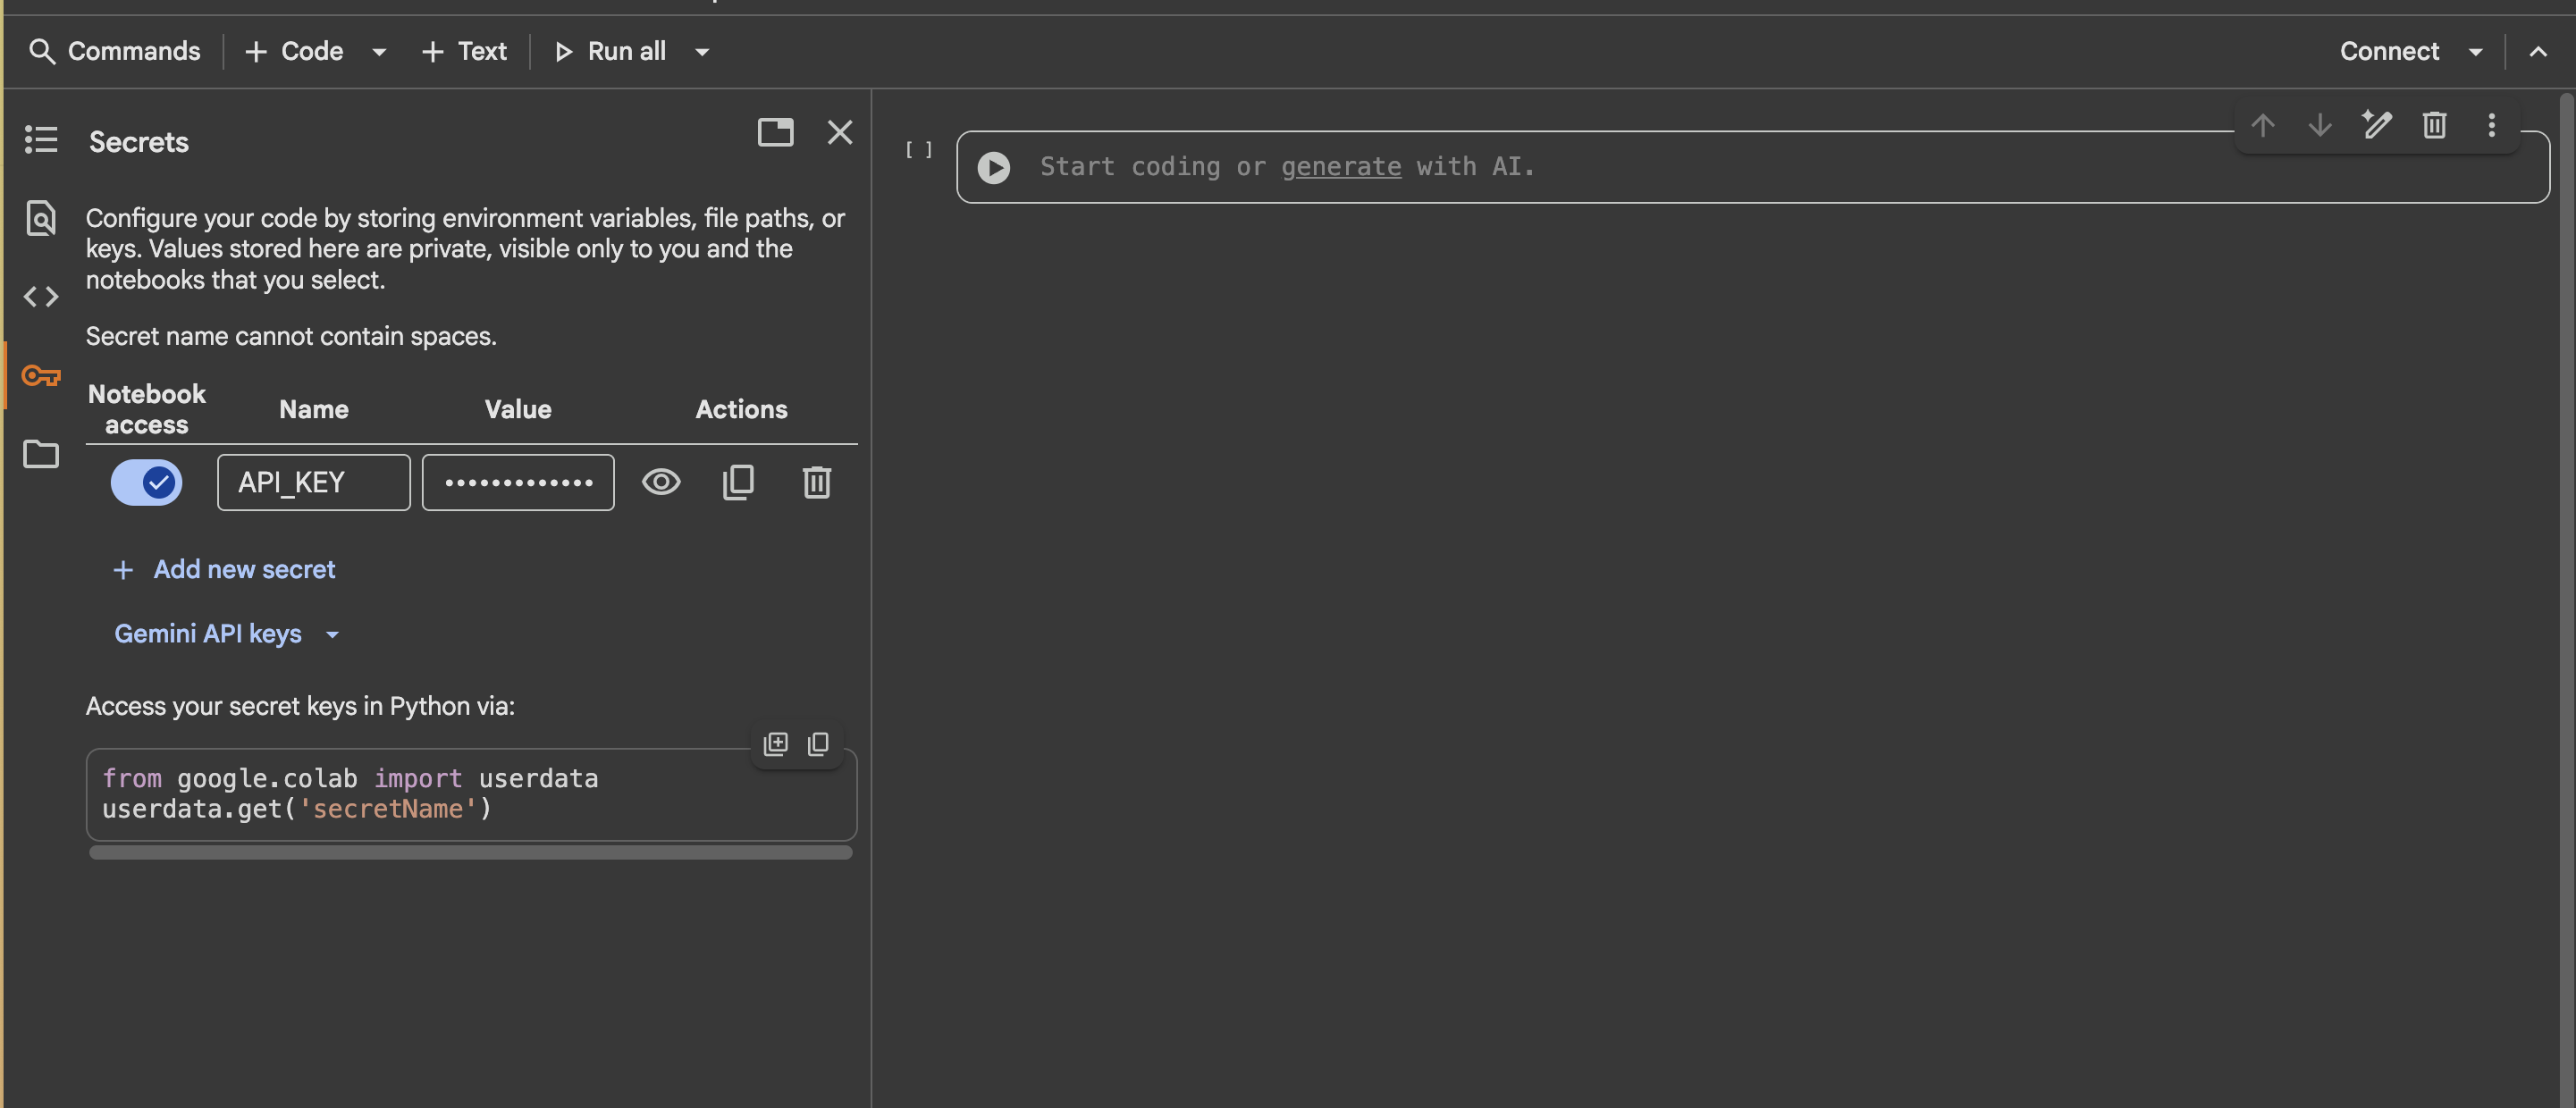 Commands
+ Code
+ Text
Run all
Connect
Secrets
Configure your code by storing environment variables, file paths, or
keys. Values stored here are private, visible only to you and the
notebooks that you select.
Secret name cannot contain spaces.
Notebook
access
Name
Value
Actions
API_KEY
•••••••••••••
+ Add new secret
Gemini API keys
Access your secret keys in Python via:
from google.colab import userdata
userdata.get('secretName')
[ ]
Start coding or generate with AI.